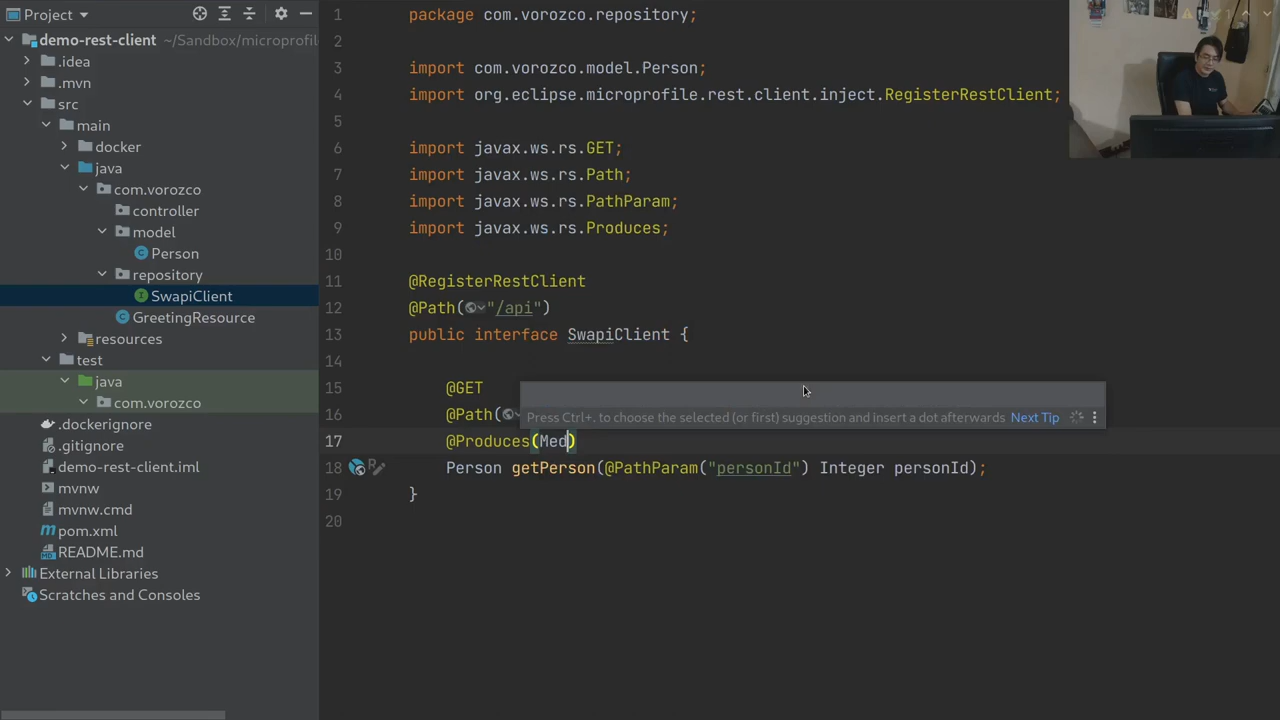 Project
demo-rest-client ~/Sandbox/microprofil
.idea
.mvn
src
main
docker
java
com.vorozco
controller
model
Person
repository
SwapiClient
GreetingResource
resources
test
java
com.vorozco
.dockerignore
.gitignore
demo-rest-client.iml
mvnw
mvnw.cmd
pom.xml
README.md
External Libraries
Scratches and Consoles
1 package com.vorozco.repository;
2
3 import com.vorozco.model.Person;
4 import org.eclipse.microprofile.rest.client.inject.RegisterRestClient;
5
6 import javax.ws.rs.GET;
7 import javax.ws.rs.Path;
8 import javax.ws.rs.PathParam;
9 import javax.ws.rs.Produces;
10
11 @RegisterRestClient
12 @Path("/api")
13 public interface SwapiClient {
14
15 @GET
16 @Path(
Press Ctrl+. to choose the selected (or first) suggestion and insert a dot afterwards Next Tip
17 @Produces(Med)
18 Person getPerson(@PathParam("personId") Integer personId);
19 }
20